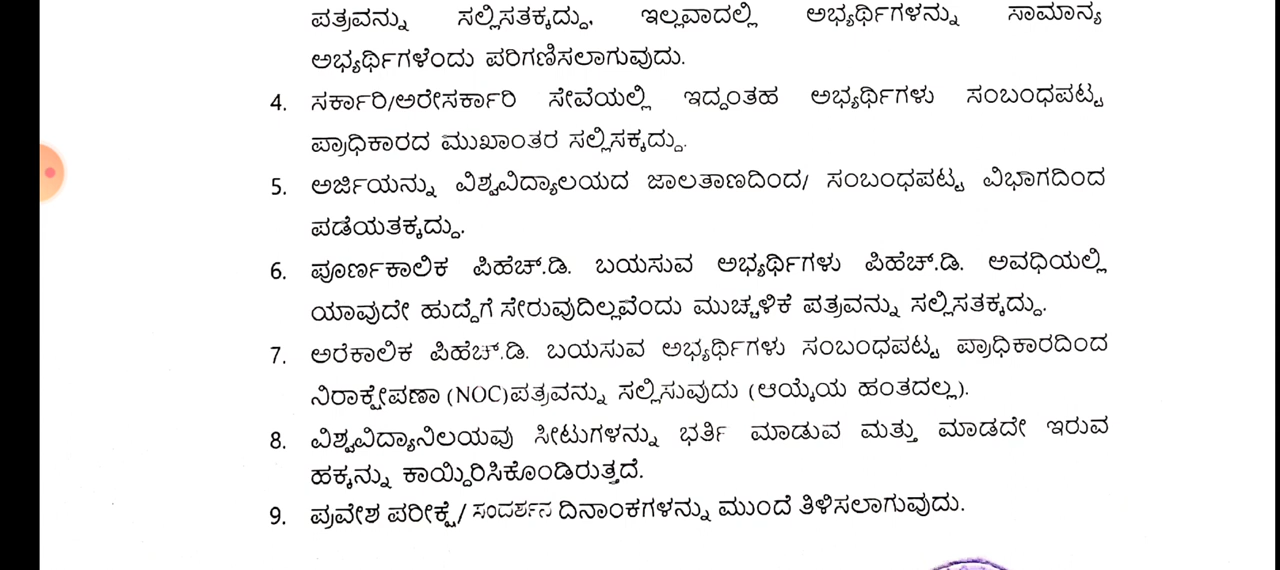 ಪತ್ರವನ್ನು ಸಲ್ಲಿಸತಕ್ಕದ್ದು, ಇಲ್ಲವಾದಲ್ಲಿ ಅಭ್ಯರ್ಥಿಗಳನ್ನು ಸಾಮಾನ್ಯ
ಅಭ್ಯರ್ಥಿಗಳೆಂದು ಪರಿಗಣಿಸಲಾಗುವುದು.
4. ಸರ್ಕಾರಿ/ಅರೇಸರ್ಕಾರಿ ಸೇವೆಯಲ್ಲಿ ಇದ್ದಂತಹ ಅಭ್ಯರ್ಥಿಗಳು ಸಂಬಂಧಪಟ್ಟ
ಪ್ರಾಧಿಕಾರದ ಮುಖಾಂತರ ಸಲ್ಲಿಸಕ್ಕದ್ದು.
5. ಅರ್ಜಿಯನ್ನು ವಿಶ್ವವಿದ್ಯಾಲಯದ ಜಾಲತಾಣದಿಂದ/ ಸಂಬಂಧಪಟ್ಟ ವಿಭಾಗದಿಂದ
ಪಡೆಯತಕ್ಕದ್ದು.
6. ಪೂರ್ಣಕಾಲಿಕ ಪಿಹೆಚ್.ಡಿ. ಬಯಸುವ ಅಭ್ಯರ್ಥಿಗಳು ಪಿಹೆಚ್.ಡಿ. ಅವಧಿಯಲ್ಲಿ
ಯಾವುದೇ ಹುದ್ದೆಗೆ ಸೇರುವುದಿಲ್ಲವೆಂದು ಮುಚ್ಚಳಿಕೆ ಪತ್ರವನ್ನು ಸಲ್ಲಿಸತಕ್ಕದ್ದು.
7. ಅರೆಕಾಲಿಕ ಪಿಹೆಚ್.ಡಿ. ಬಯಸುವ ಅಭ್ಯರ್ಥಿಗಳು ಸಂಬಂಧಪಟ್ಟ ಪ್ರಾಧಿಕಾರದಿಂದ
ನಿರಾಕ್ಷೇಪಣಾ (NOC)ಪತ್ರವನ್ನು ಸಲ್ಲಿಸುವುದು (ಆಯ್ಕೆಯ ಹಂತದಲ್ಲಿ).
8. ವಿಶ್ವವಿದ್ಯಾನಿಲಯವು ಸೀಟುಗಳನ್ನು ಭರ್ತಿ ಮಾಡುವ ಮತ್ತು ಮಾಡದೇ ಇರುವ
ಹಕ್ಕನ್ನು ಕಾಯ್ದಿರಿಸಿಕೊಂಡಿರುತ್ತದೆ.
9. ಪ್ರವೇಶ ಪರೀಕ್ಷೆ/ ಸಂದರ್ಶನ ದಿನಾಂಕಗಳನ್ನು ಮುಂದೆ ತಿಳಿಸಲಾಗುವುದು.